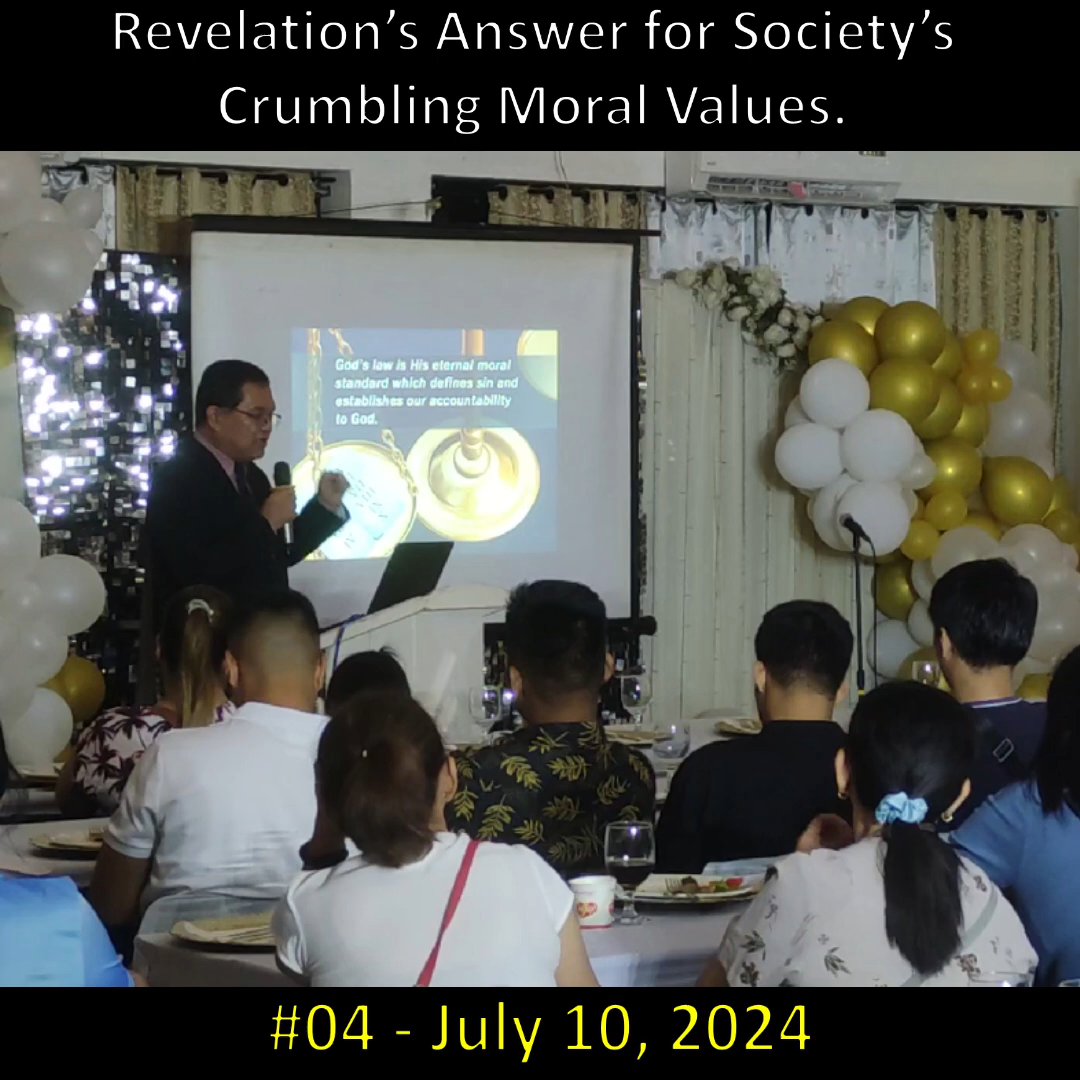 Revelation’s Answer for Society’s
Crumbling Moral Values.
God's law is His eternal moral
standard which defines sin and
establishes our accountability
to God.
#04 - July 10, 2024